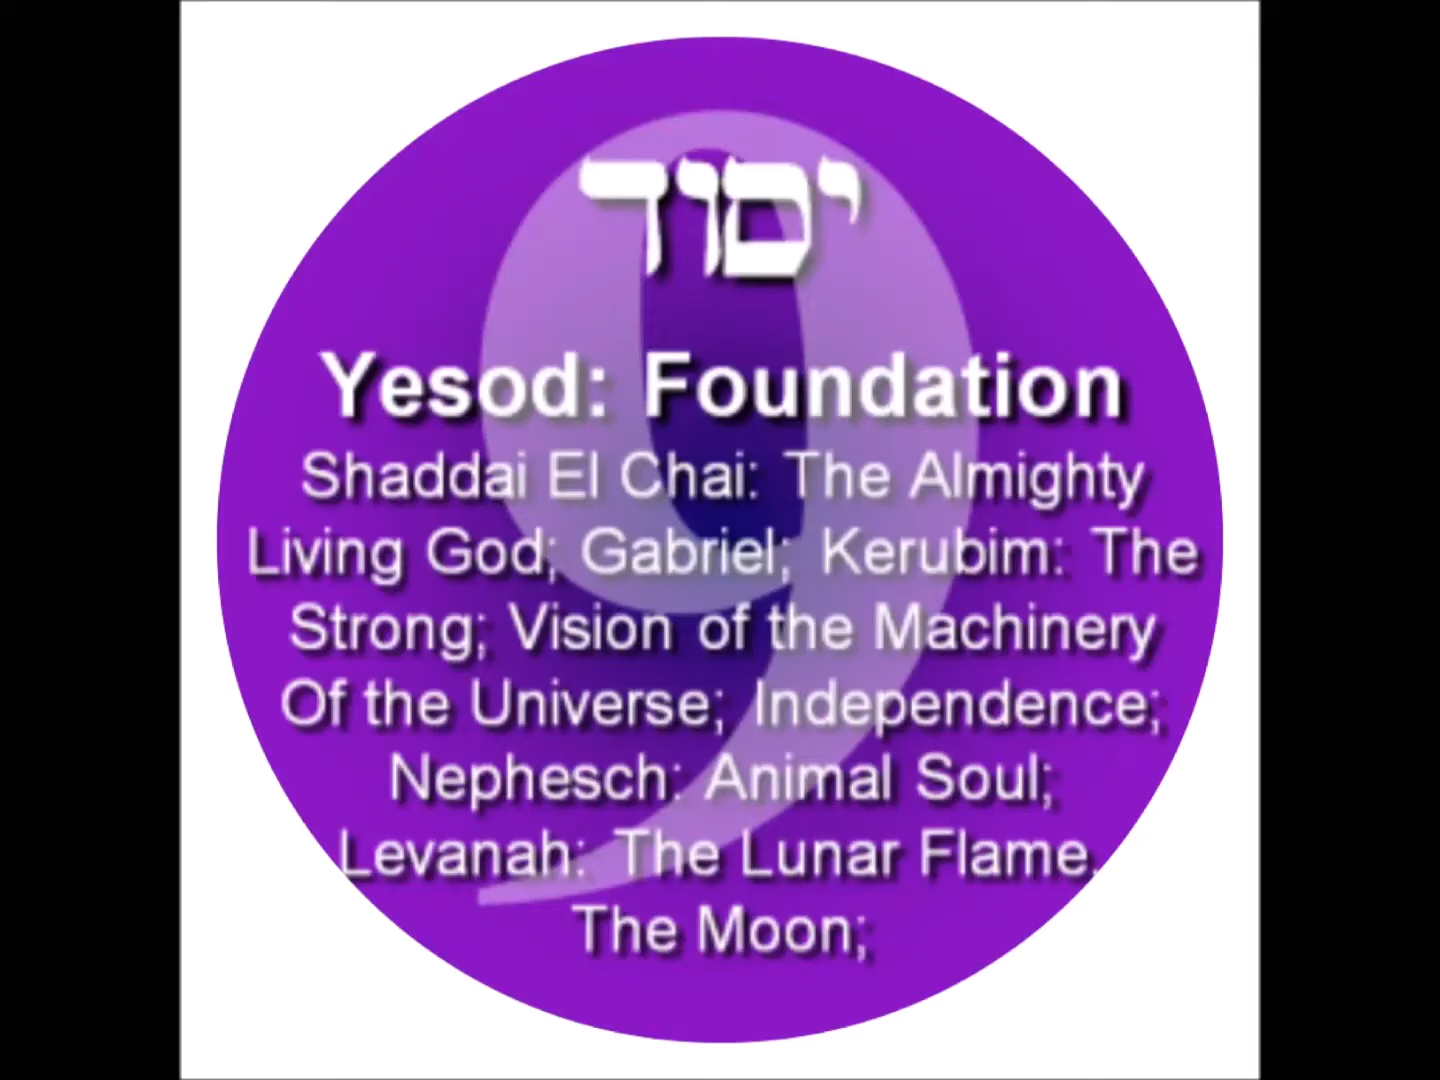 9
יסוד
Yesod: Foundation
Shaddai El Chai: The Almighty
Living God; Gabriel; Kerubim: The
Strong; Vision of the Machinery
Of the Universe; Independence;
Nephesch: Animal Soul;
Levanah: The Lunar Flame.
The Moon;